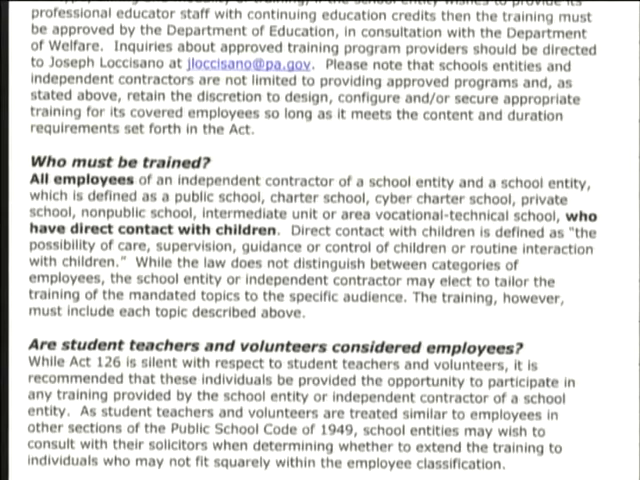 professional educator staff with continuing education credits then the training must
be approved by the Department of Education, in consultation with the Department
of Welfare.  Inquiries about approved training program providers should be directed
to Joseph Loccisano at jloccisano@pa.gov.  Please note that schools entities and
independent contractors are not limited to providing approved programs and, as
stated above, retain the discretion to design, configure and/or secure appropriate
training for its covered employees so long as it meets the content and duration
requirements set forth in the Act.
Who must be trained?
All employees of an independent contractor of a school entity and a school entity,
which is defined as a public school, charter school, cyber charter school, private
school, nonpublic school, intermediate unit or area vocational-technical school, who
have direct contact with children.  Direct contact with children is defined as "the
possibility of care, supervision, guidance or control of children or routine interaction
with children."  While the law does not distinguish between categories of
employees, the school entity or independent contractor may elect to tailor the
training of the mandated topics to the specific audience. The training, however,
must include each topic described above.
Are student teachers and volunteers considered employees?
While Act 126 is silent with respect to student teachers and volunteers, it is
recommended that these individuals be provided the opportunity to participate in
any training provided by the school entity or independent contractor of a school
entity.  As student teachers and volunteers are treated similar to employees in
other sections of the Public School Code of 1949, school entities may wish to
consult with their solicitors when determining whether to extend the training to
individuals who may not fit squarely within the employee classification.